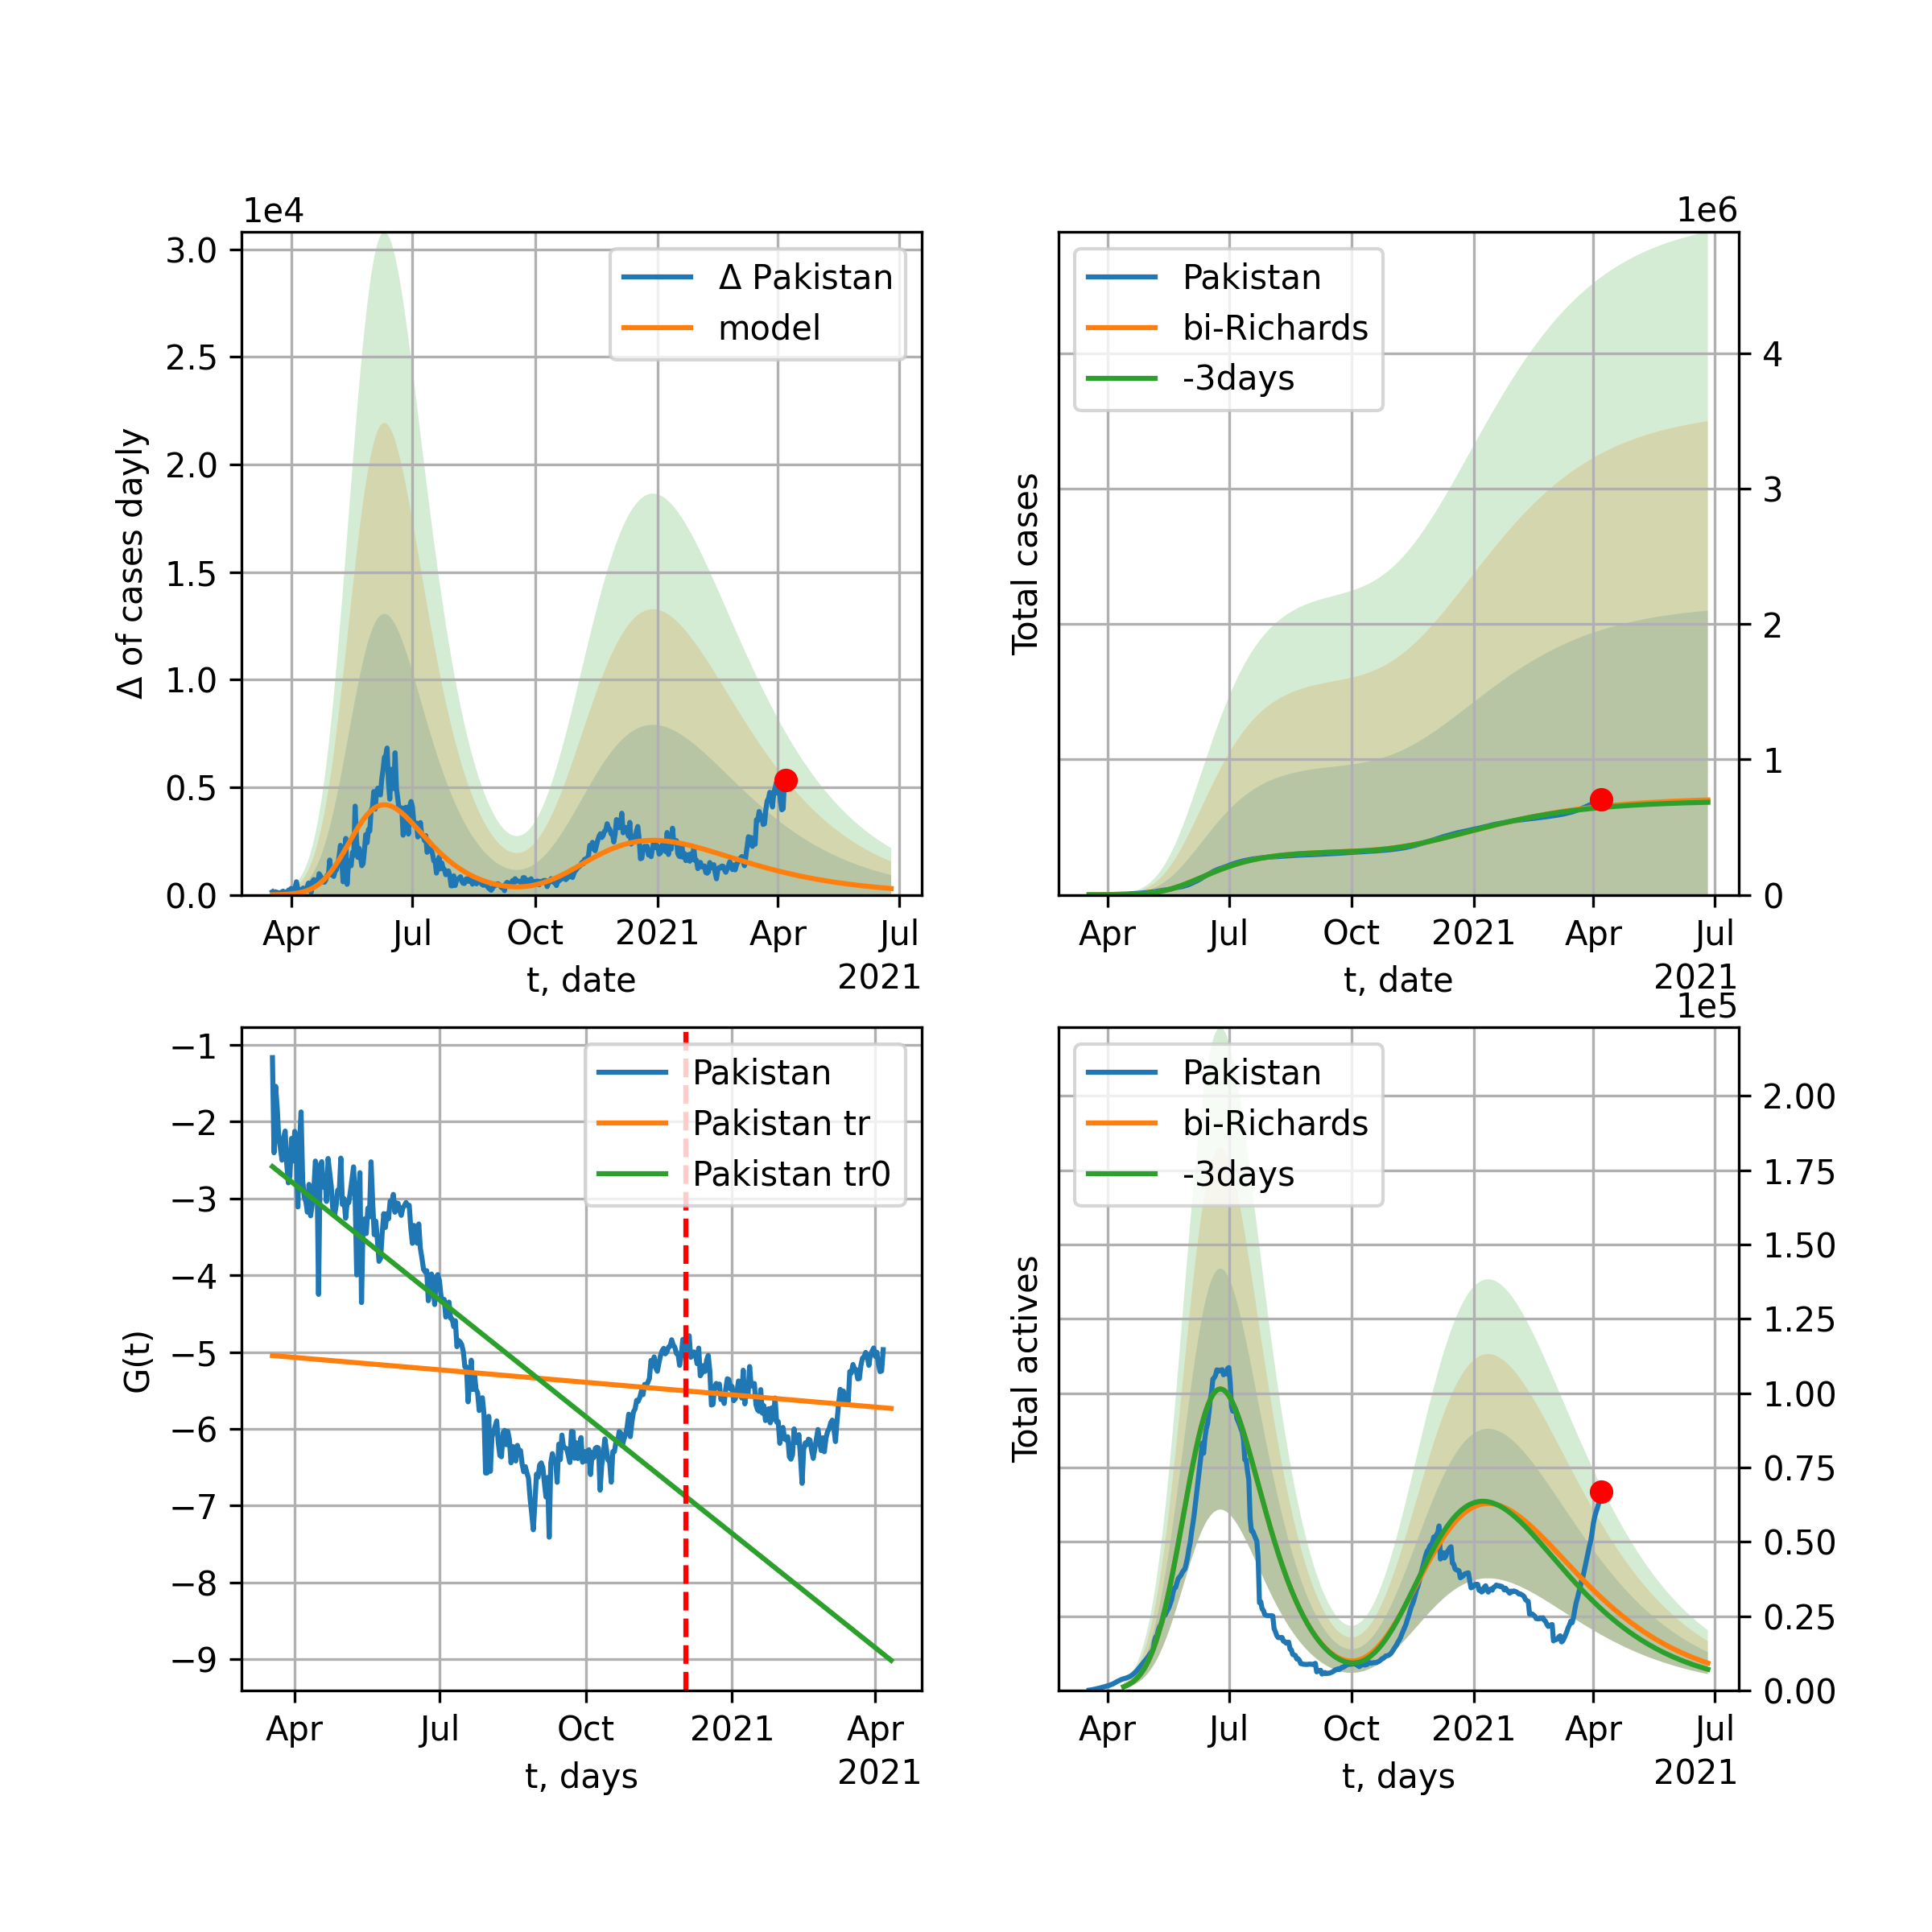 1e4
3.0
2.5
2.0
1.5
1.0
0.5
0.0
Δ of cases dayly
Δ Pakistan
model
Apr Jul Oct 2021 Apr Jul
t, date
2021
1e6
4
3
2
1
0
Total cases
Pakistan
bi-Richards
-3days
Apr Jul Oct 2021 Apr Jul
t, date
2021
−1
−2
−3
−4
−5
−6
−7
−8
−9
G(t)
Pakistan
Pakistan tr
Pakistan tr0
Apr Jul Oct 2021 Apr
t, days
2021
1e5
2.00
1.75
1.50
1.25
1.00
0.75
0.50
0.25
0.00
Total actives
Pakistan
bi-Richards
-3days
Apr Jul Oct 2021 Apr Jul
t, days
2021